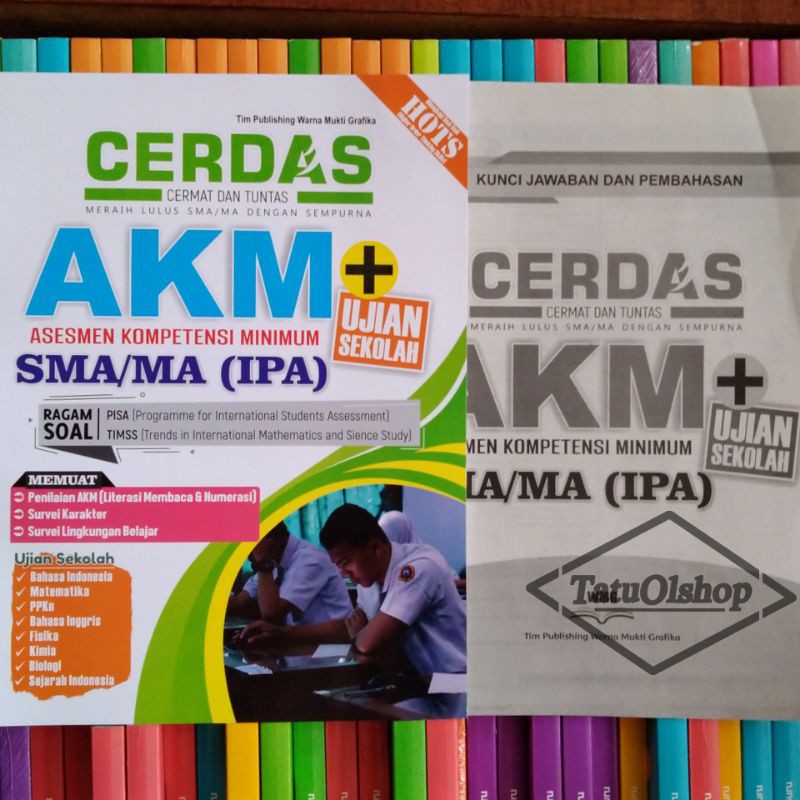 Tim Publishing Warna Mukti Grafika
HOTS
CERDAS
CERMAT DAN TUNTAS
MERAIH LULUS SMA/MA DENGAN SEMPURNA
AKM+
UJIAN
SEKOLAH
ASESMEN KOMPETENSI MINIMUM
SMA/MA (IPA)
RAGAM
SOAL
PISA (Programme for International Students Assessment)
TIMSS (Trends in International Mathematics and Sience Study)
MEMUAT
Penilaian AKM (Literasi Membaca & Numerasi)
Survei Karakter
Survei Lingkungan Belajar
Ujian Sekolah
Bahasa Indonesia
Matematika
PPKn
Bahasa Inggris
Fisika
Kimia
Biologi
Sejarah Indonesia
KUNCI JAWABAN DAN PEMBAHASAN
CERDAS
CERMAT DAN TUNTAS
MERAIH LULUS SMA/MA DENGAN SEMPURNA
AKM+
UJIAN
SEKOLAH
MEN KOMPETENSI MINIMUM
MA/MA (IPA)
TatuOlshop
WMG
Tim Publishing Warna Mukti Grafika